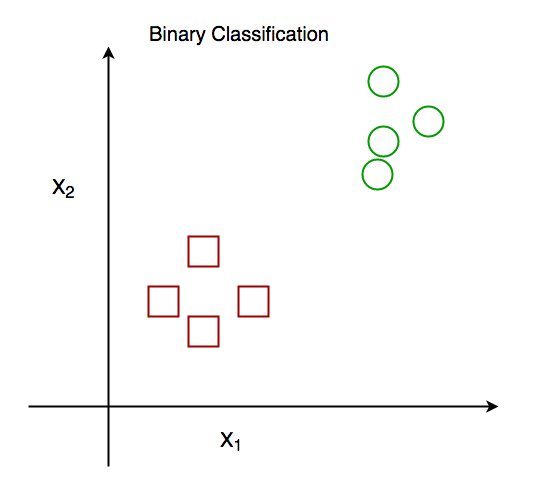 Binary Classification
X₂
X₁